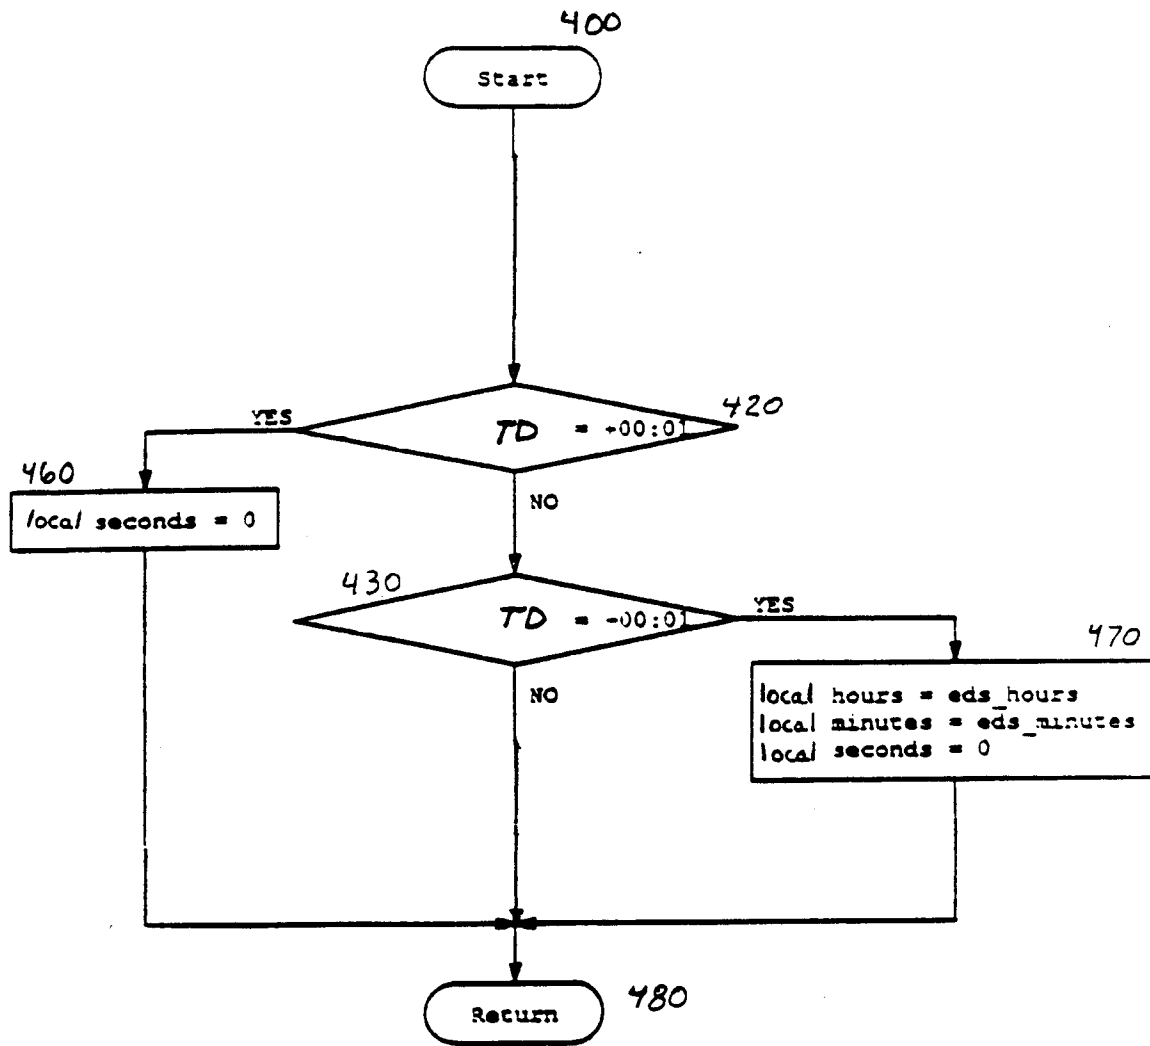 400
Start
YES
TD = +00:01
420
460
local seconds = 0
NO
430
TD = -00:01
YES
470
NO
local hours = eds_hours
local minutes = eds_minutes
local seconds = 0
Return
480